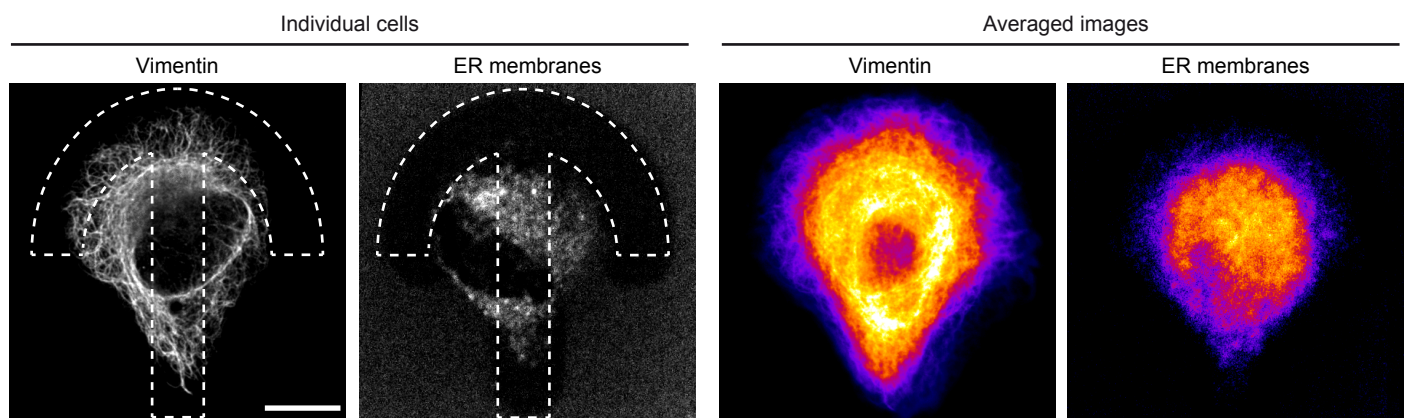 Individual cells
Averaged images
Vimentin
ER membranes
Vimentin
ER membranes